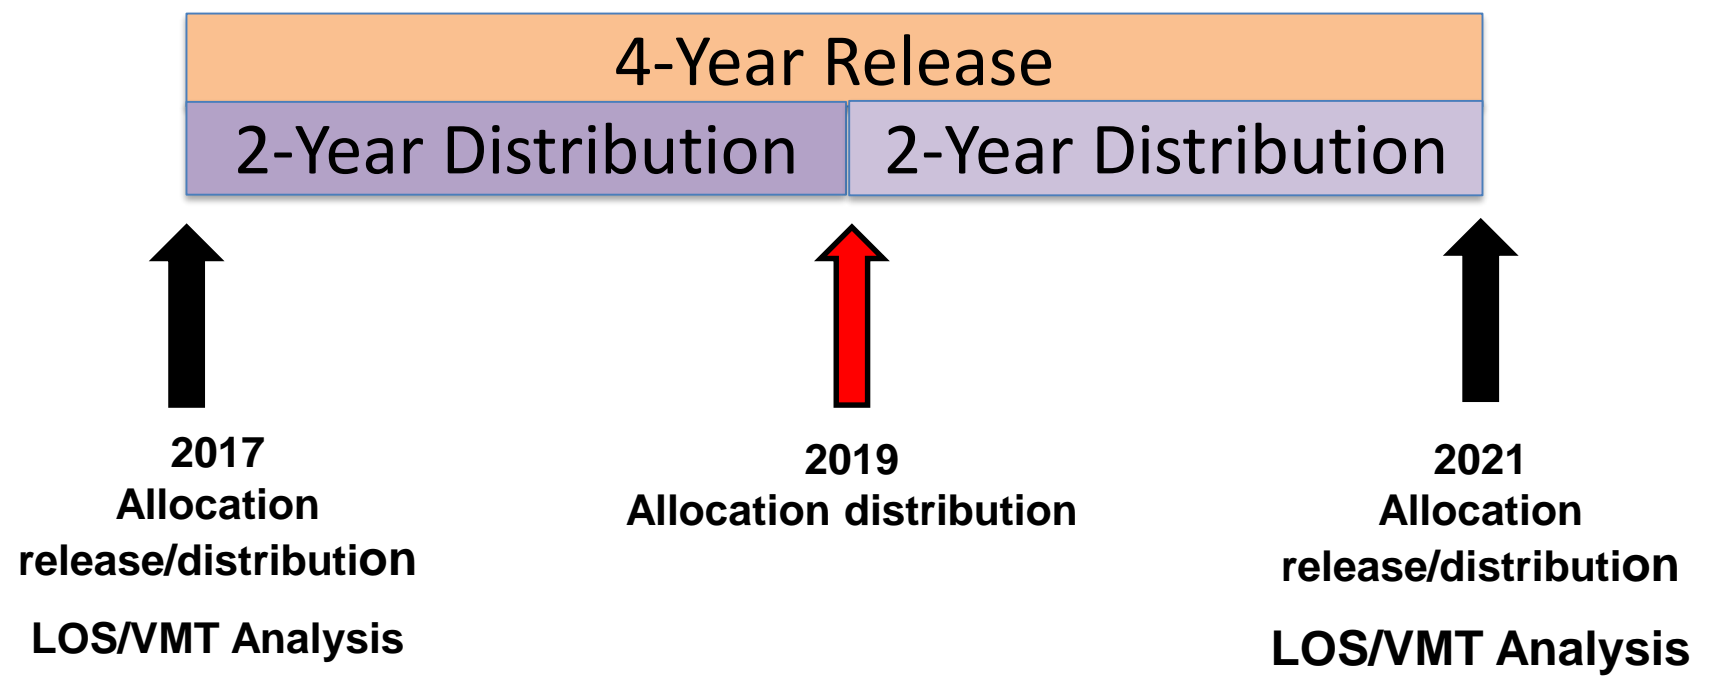 4-Year Release
2-Year Distribution
2-Year Distribution
2017
Allocation
release/distribution
LOS/VMT Analysis
2019
Allocation distribution
2021
Allocation
release/distribution
LOS/VMT Analysis